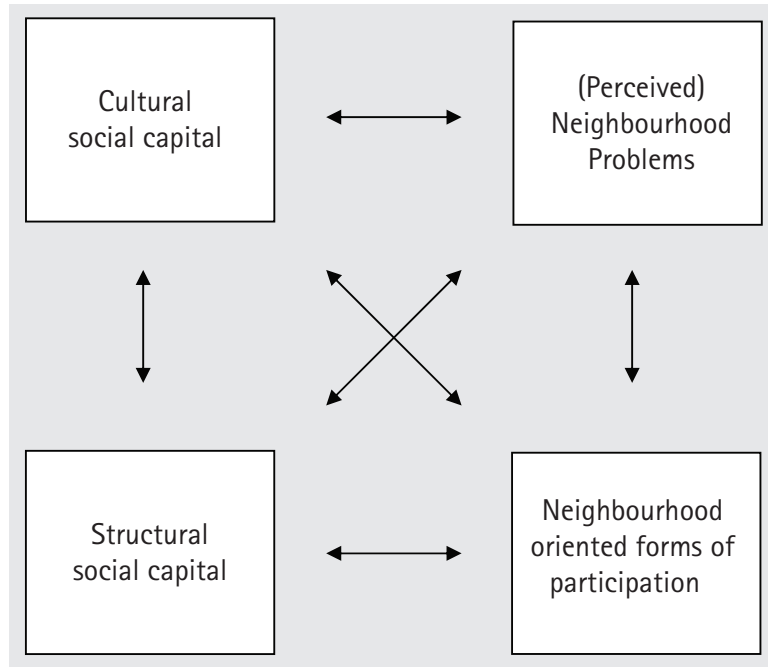 Cultural
social capital
(Perceived)
Neighbourhood
Problems
Structural
social capital
Neighbourhood
oriented forms of
participation